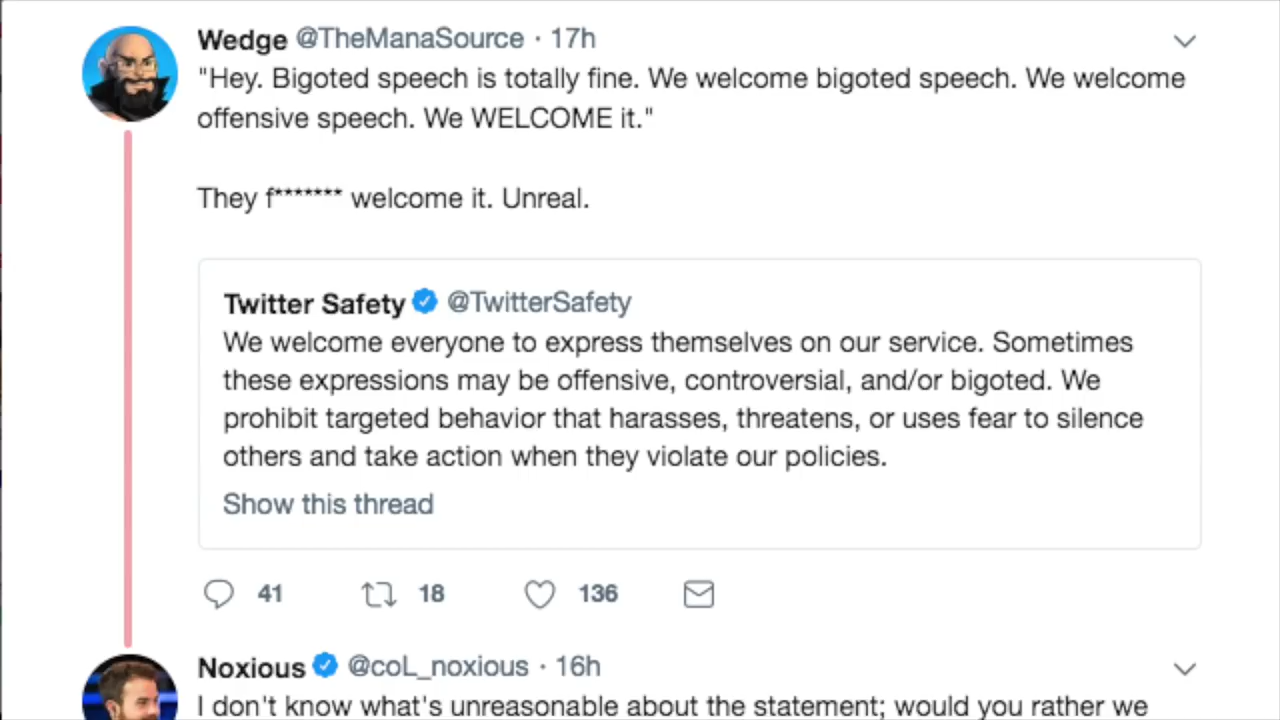 Wedge @TheManaSource · 17h
"Hey. Bigoted speech is totally fine. We welcome bigoted speech. We welcome
offensive speech. We WELCOME it."
They f******* welcome it. Unreal.
Twitter Safety @TwitterSafety
We welcome everyone to express themselves on our service. Sometimes
these expressions may be offensive, controversial, and/or bigoted. We
prohibit targeted behavior that harasses, threatens, or uses fear to silence
others and take action when they violate our policies.
Show this thread
41 18 136
Noxious @coL_noxious · 16h
I don't know what's unreasonable about the statement; would you rather we